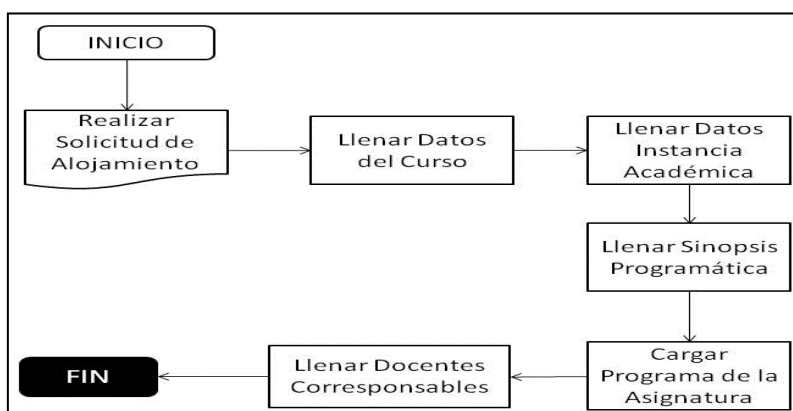 INICIO
Realizar
Solicitud de
Alojamiento
Llenar Datos
del Curso
Llenar Datos
Instancia
Académica
Llenar Sinopsis
Programática
Cargar
Programa de la
Asignatura
Llenar Docentes
Corresponsables
FIN